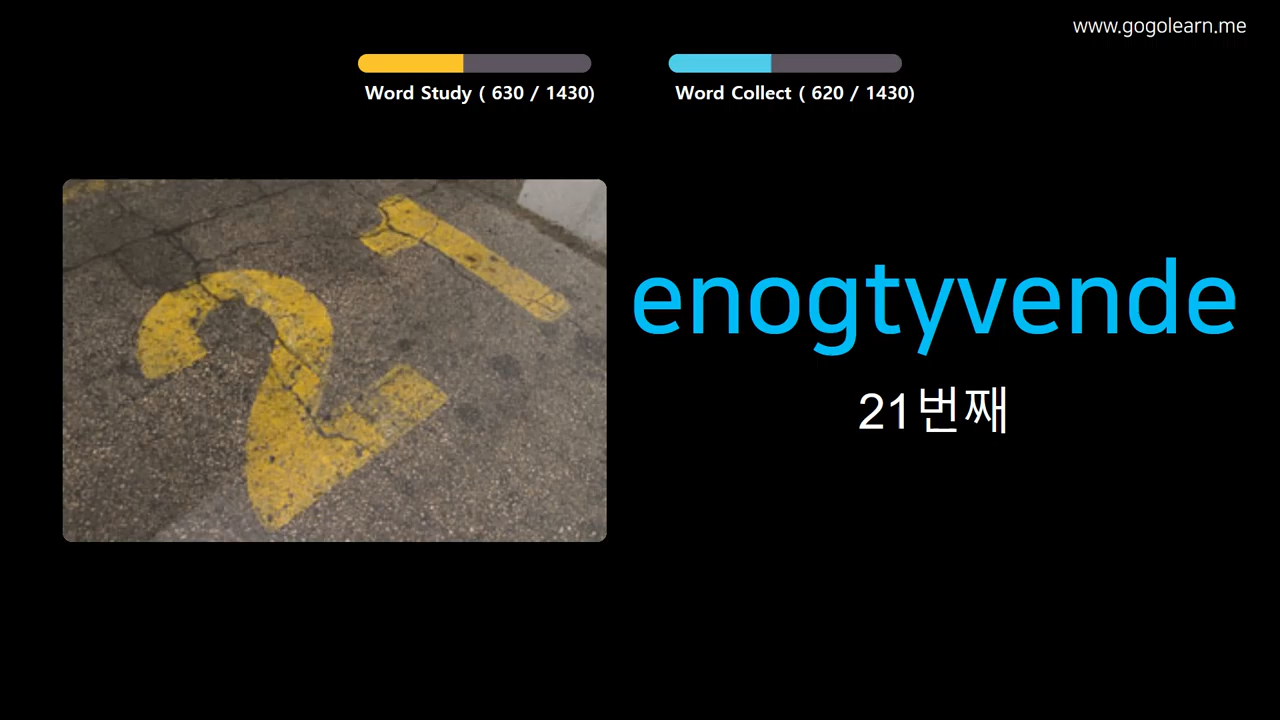 www.gogolearn.me
Word Study ( 630 / 1430)
Word Collect ( 620 / 1430)
21
enogtyvende
21번째